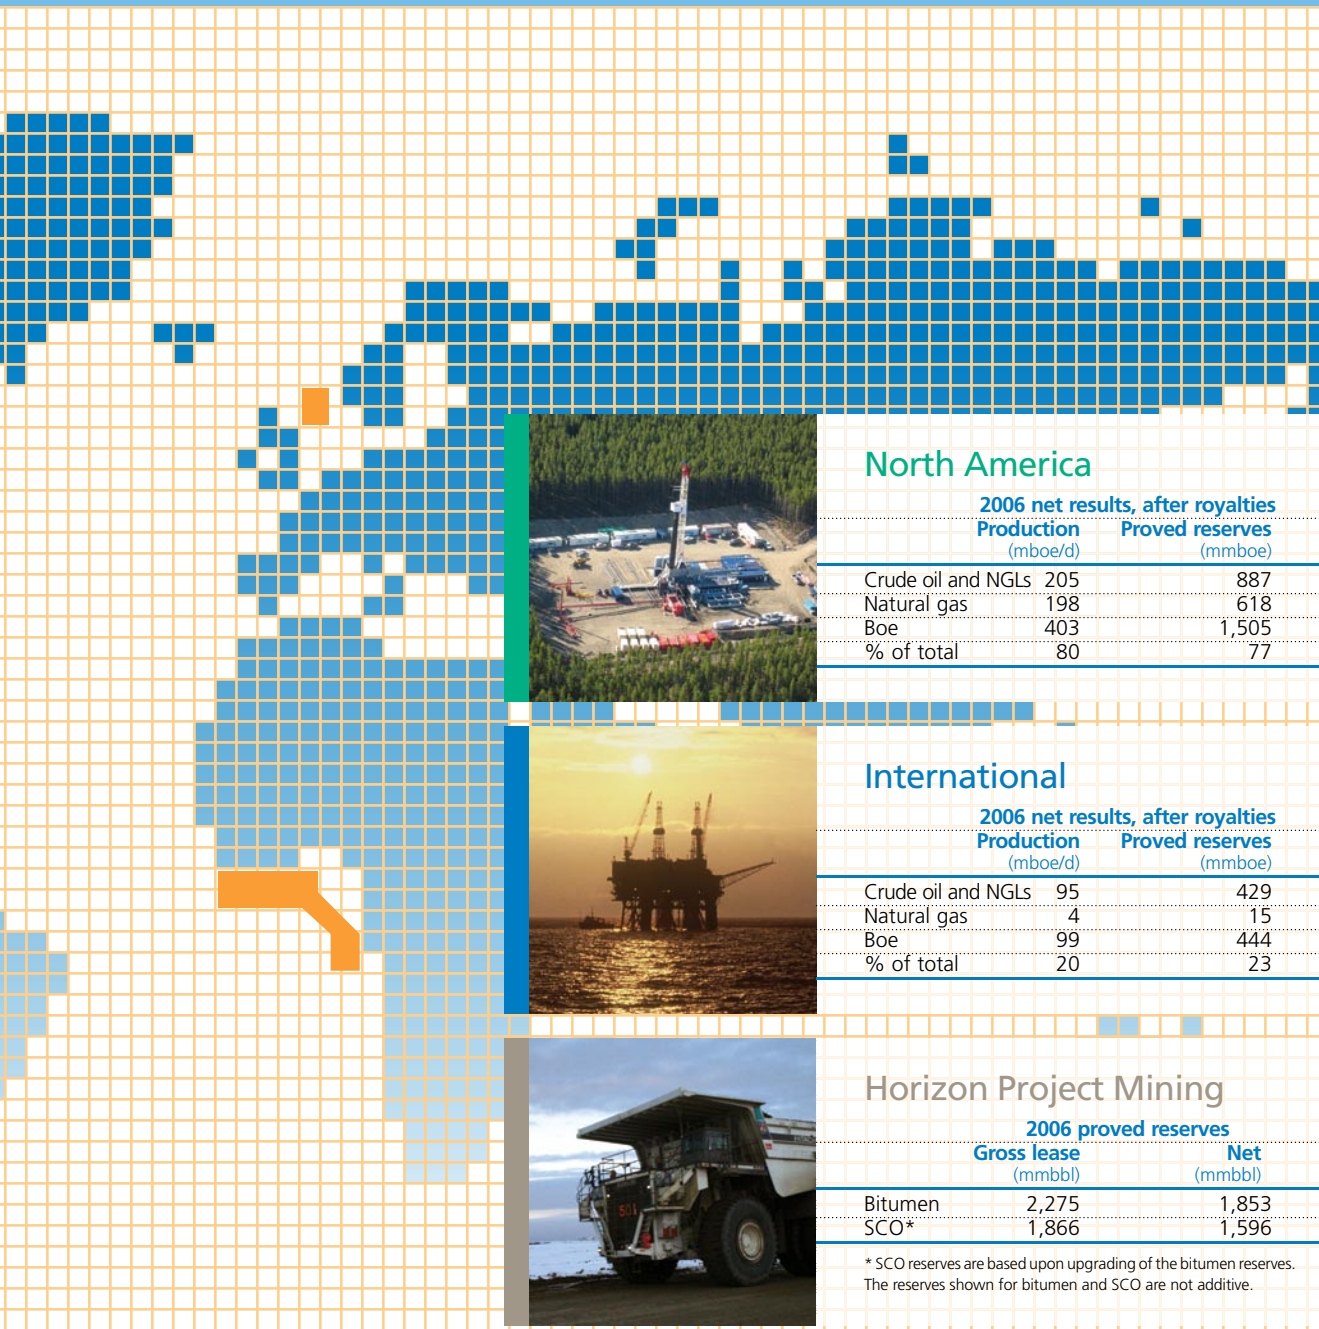 North America
2006 net results, after royalties
Production Proved reserves
(mboe/d) (mmboe)
Crude oil and NGLs 205 887
Natural gas 198 618
Boe 403 1,505
% of total 80 77
International
2006 net results, after royalties
Production Proved reserves
(mboe/d) (mmboe)
Crude oil and NGLs 95 429
Natural gas 4 15
Boe 99 444
% of total 20 23
Horizon Project Mining
2006 proved reserves
Gross lease Net
(mmbbl) (mmbbl)
Bitumen 2,275 1,853
SCO* 1,866 1,596
* SCO reserves are based upon upgrading of the bitumen reserves.
The reserves shown for bitumen and SCO are not additive.